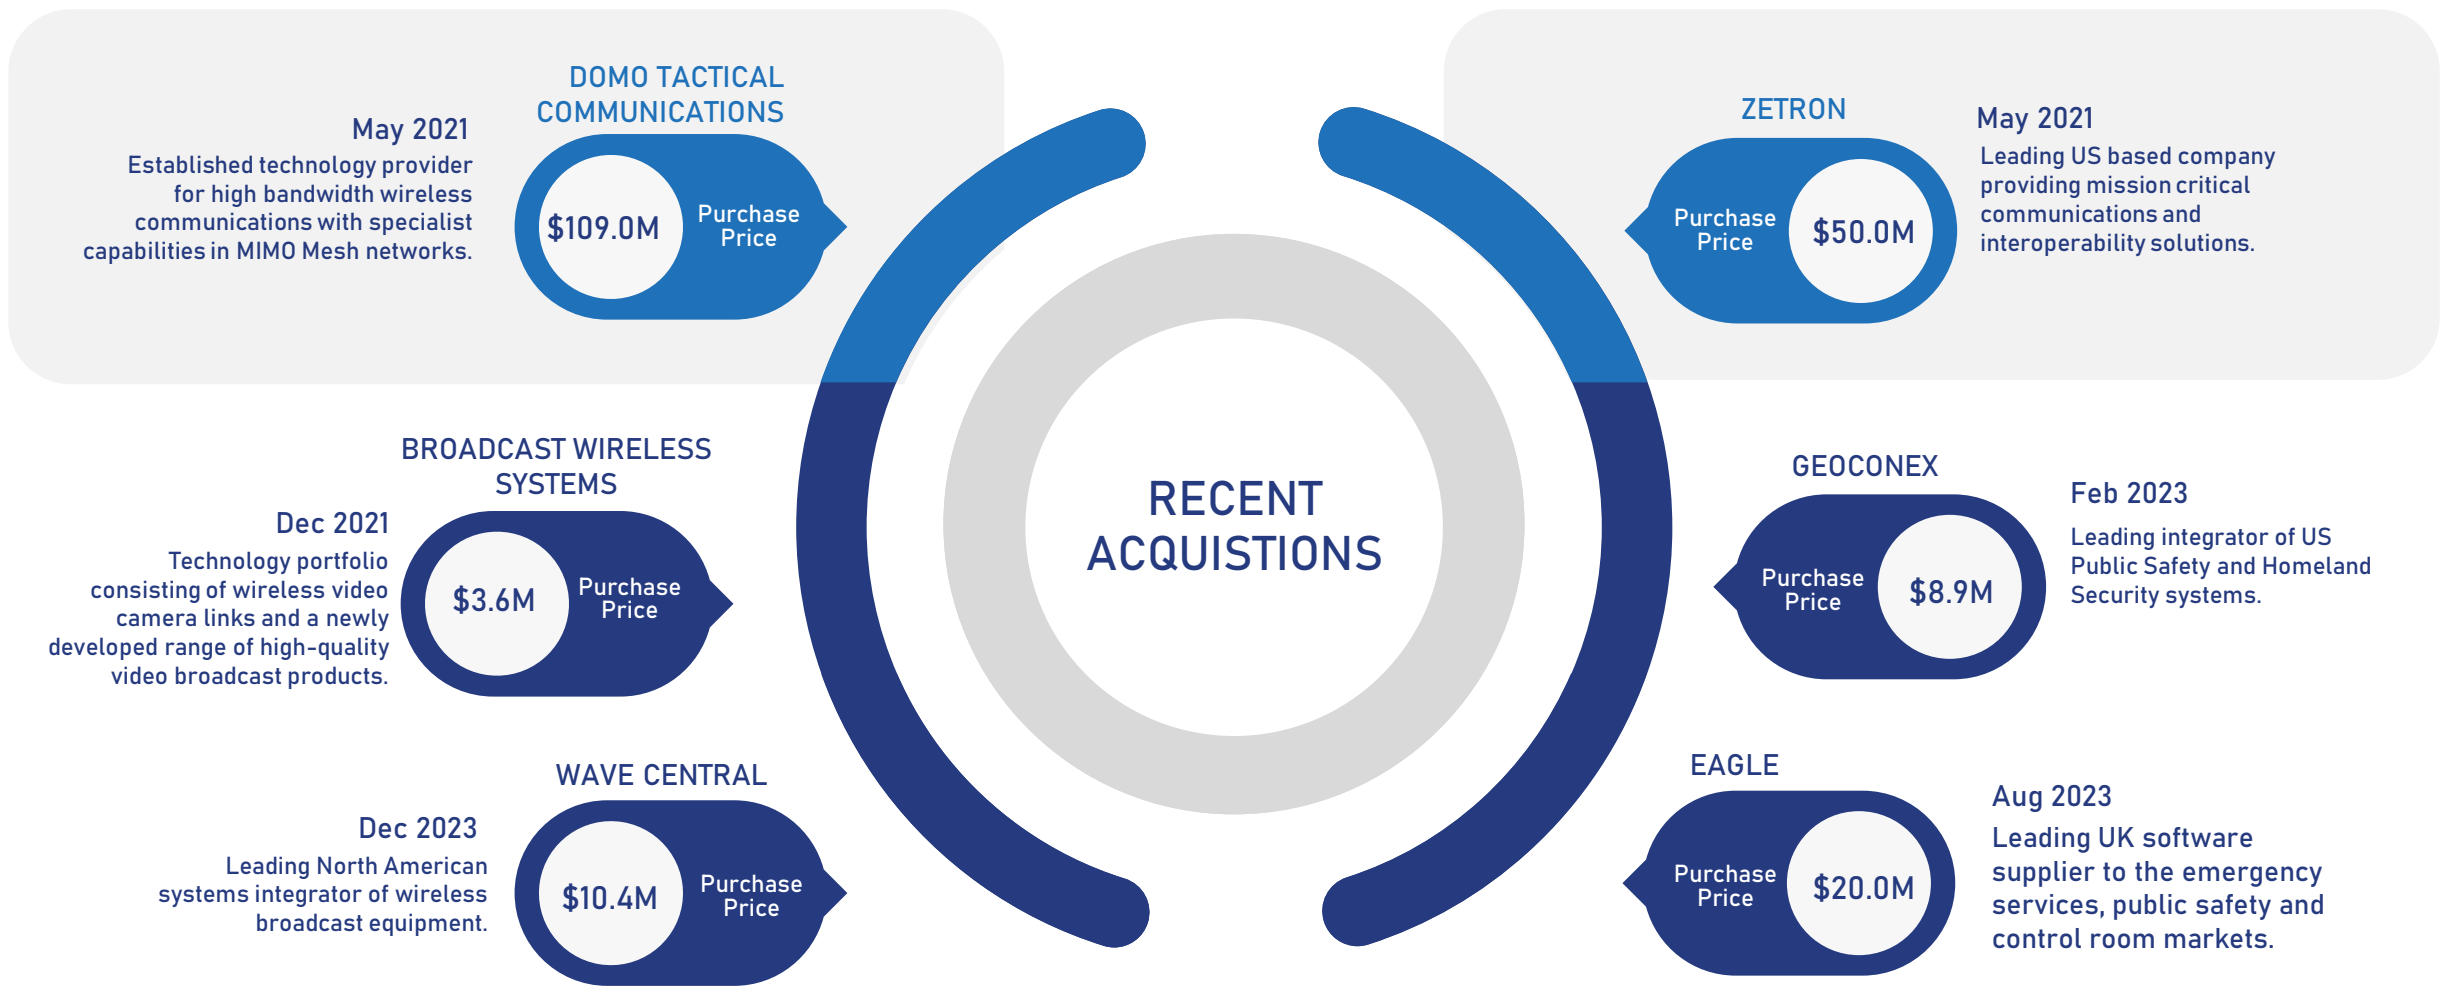 DOMO TACTICAL
COMMUNICATIONS
May 2021
Established technology provider
for high bandwidth wireless
communications with specialist
capabilities in MIMO Mesh networks.
$109.0M
Purchase
Price
BROADCAST WIRELESS
SYSTEMS
Dec 2021
Technology portfolio
consisting of wireless video
camera links and a newly
developed range of high-quality
video broadcast products.
$3.6M
Purchase
Price
WAVE CENTRAL
Dec 2023
Leading North American
systems integrator of wireless
broadcast equipment.
$10.4M
Purchase
Price
RECENT
ACQUISTIONS
ZETRON
May 2021
Leading US based company
providing mission critical
communications and
interoperability solutions.
Purchase
Price
$50.0M
GEOCONEX
Feb 2023
Leading integrator of US
Public Safety and Homeland
Security systems.
Purchase
Price
$8.9M
EAGLE
Aug 2023
Leading UK software
supplier to the emergency
services, public safety and
control room markets.
Purchase
Price
$20.0M